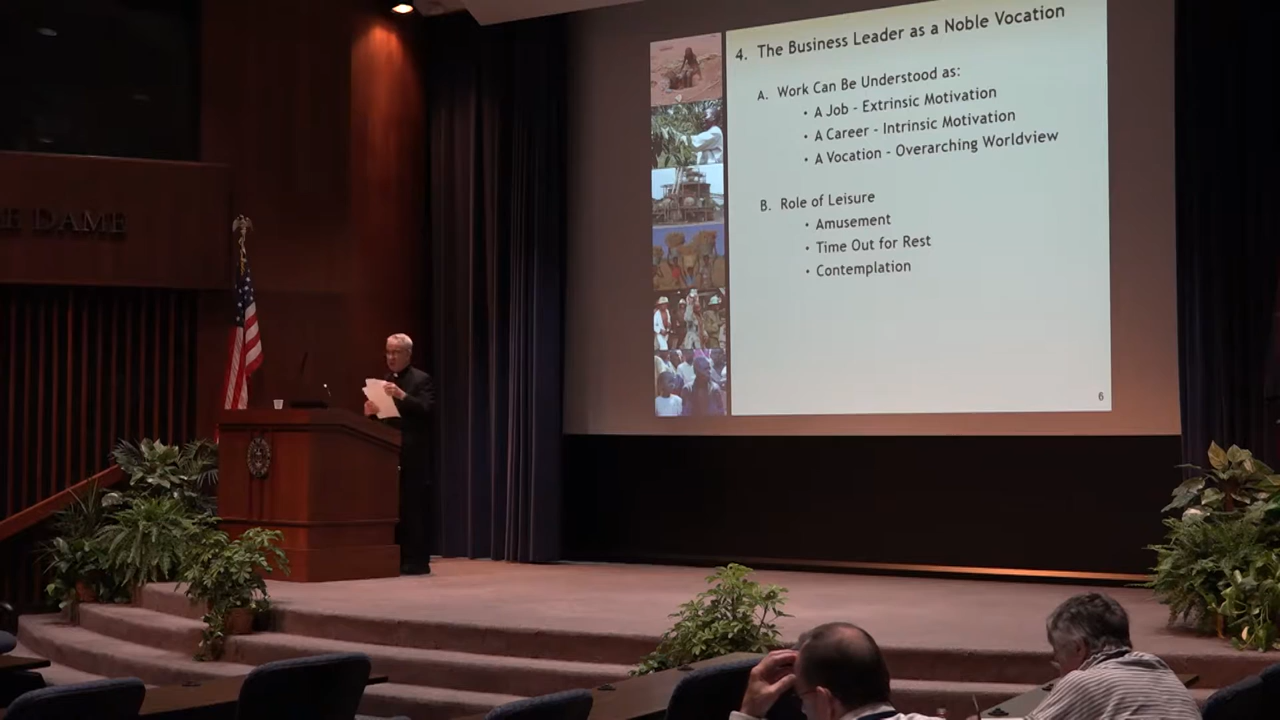 4. The Business Leader as a Noble Vocation
A. Work Can Be Understood as:
• A Job - Extrinsic Motivation
• A Career - Intrinsic Motivation
• A Vocation - Overarching Worldview
B. Role of Leisure
• Amusement
• Time Out for Rest
• Contemplation
6
DAME